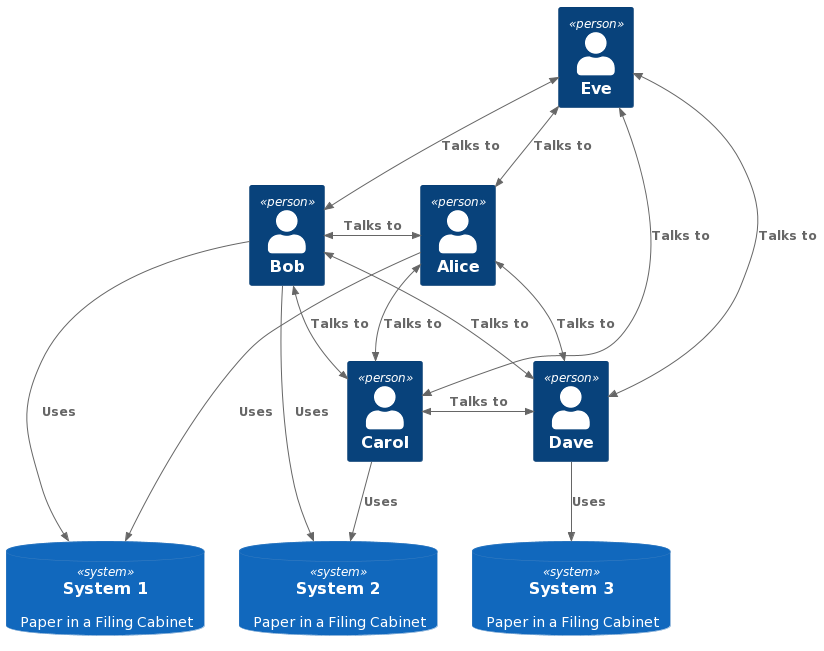 «person»
Eve
Talks to
Talks to
«person»
Bob
Talks to
«person»
Alice
Talks to
Talks to
Talks to
Talks to
Talks to
Talks to
«person»
Carol
Talks to
«person»
Dave
Uses
Uses
Uses
Uses
Uses
«system»
System 1
Paper in a Filing Cabinet
«system»
System 2
Paper in a Filing Cabinet
«system»
System 3
Paper in a Filing Cabinet